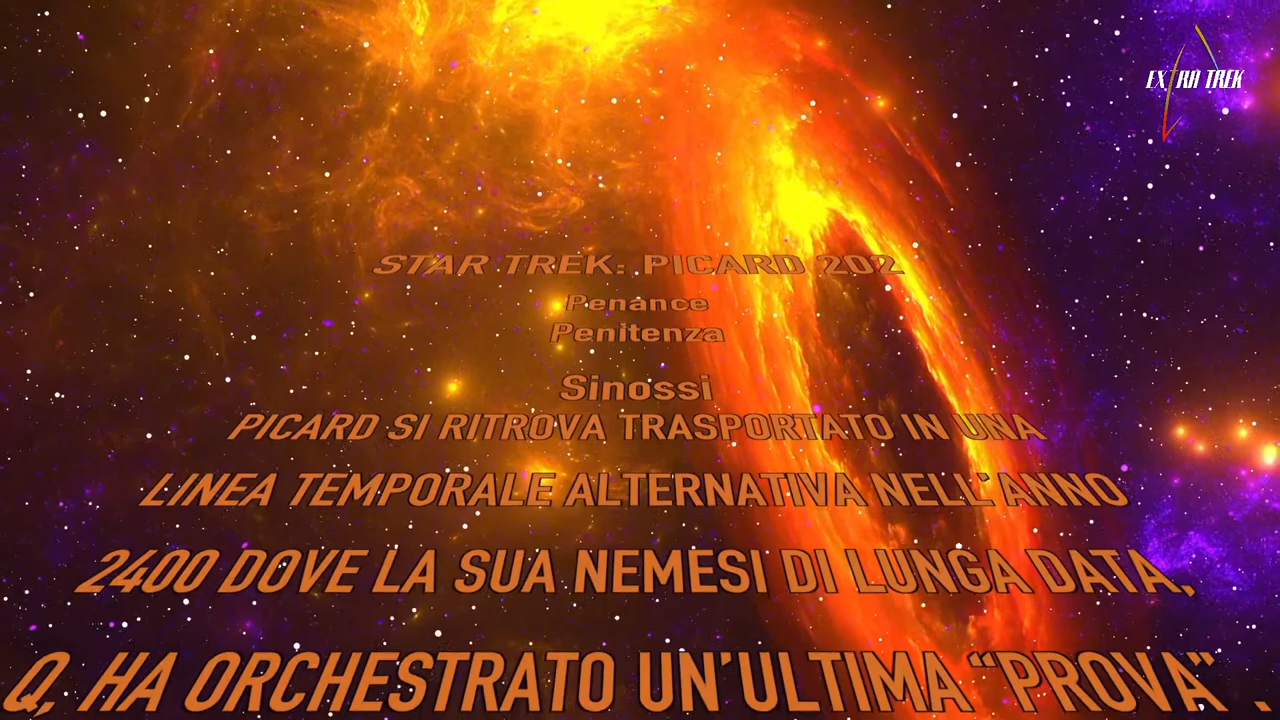 EXTRA TREK
STAR TREK: PICARD 202
Penance
Penitenza
Sinossi
PICARD SI RITROVA TRASPORTATO IN UNA
LINEA TEMPORALE ALTERNATIVA NELL'ANNO
2400 DOVE LA SUA NEMESI DI LUNGA DATA,
Q, HA ORCHESTRATO UN'ULTIMA “PROVA” .